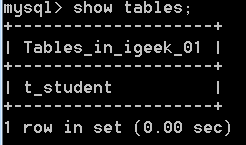 mysql> show tables;
+--------------------+
| Tables_in_igeek_01 |
+--------------------+
| t_student          |
+--------------------+
1 row in set (0.00 sec)